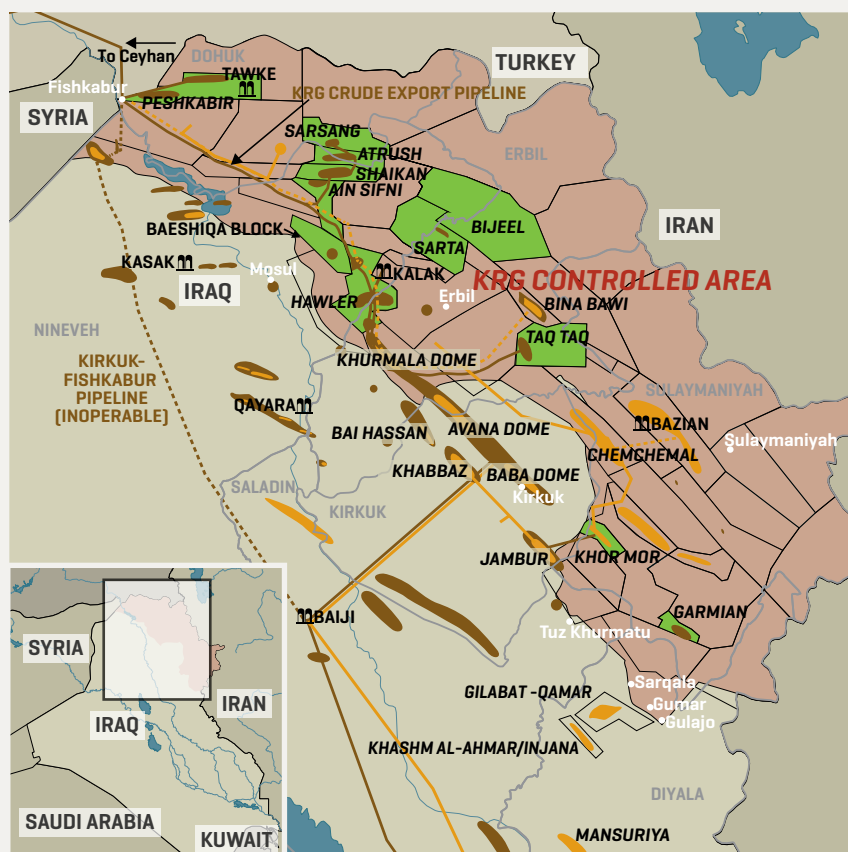 To Ceyhan
DOHUK
TURKEY
TAWKE
Fishkabur
PESHKABIR
KRG CRUDE EXPORT PIPELINE
SYRIA
SARSANG
ATRUSH
ERBIL
SHAIKAN
AIN SIFNI
BAESHIQA BLOCK
BIJEEL
SARTA
IRAN
KASAK
Mosul
KALAK
KRG CONTROLLED AREA
IRAQ
HAWLER
Erbil
BINA BAWI
NINEVEH
TAQ TAQ
KHURMALA DOME
KIRKUK-
FISHKABUR
PIPELINE
(INOPERABLE)
SULAYMANIYAH
QAYARA
BAZIAN
BAI HASSAN
AVANA DOME
Sulaymaniyah
CHEMCHEMAL
KHABBAZ
BABA DOME
SALADIN
Kirkuk
KIRKUK
JAMBUR
KHOR MOR
BAIJI
GARMIAN
Tuz Khurmatu
SYRIA
Sarqala
GILABAT -QAMAR
IRAN
Gumar
IRAQ
Gulajo
KHASHM AL-AHMAR/INJANA
DIYALA
SAUDI ARABIA
KUWAIT
MANSURIYA